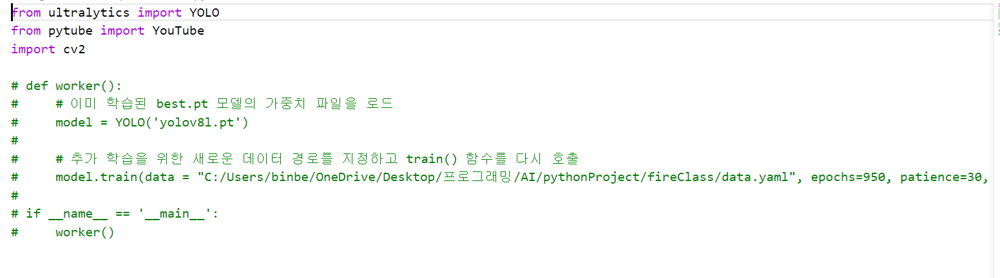 from ultralytics import YOLO
from pytube import YouTube
import cv2
# def worker():
#     # 이미 학습된 best.pt 모델의 가중치 파일을 로드
#     model = YOLO('yolov8l.pt')
#
#     # 추가 학습을 위한 새로운 데이터 경로를 지정하고 train() 함수를 다시 호출
#     model.train(data = "C:/Users/binbe/OneDrive/Desktop/프로그래밍/AI/pythonProject/fireClass/data.yaml", epochs=950, patience=30,
#
# if __name__ == '__main__':
#     worker()